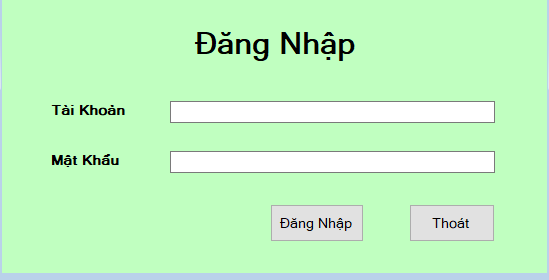 Đăng Nhập
Tài Khoản
Mật Khẩu
Đăng Nhập Thoát